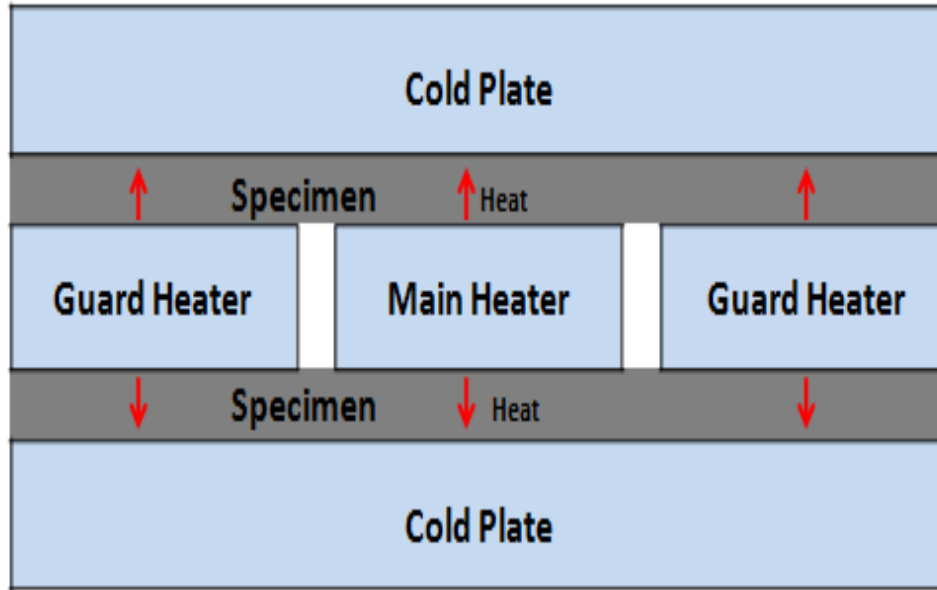 Cold Plate
Specimen Heat
Guard Heater Main Heater Guard Heater
Specimen Heat
Cold Plate